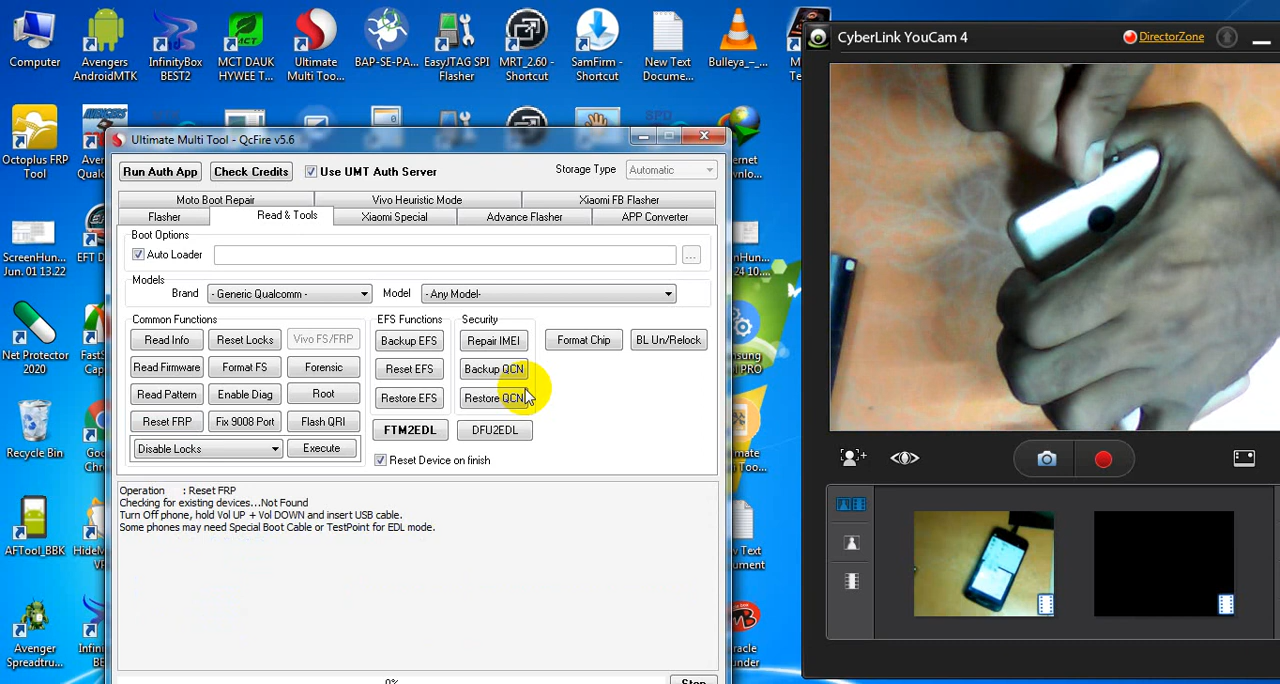 Computer
Avengers AndroidMTK
InfinityBox BEST2
MCT DAUK HYWEE T...
Ultimate Multi Too...
BAP-SE-PA...
EasyJTAG SPI Flasher
MRT_2.60 - Shortcut
SamFirm - Shortcut
New Text Docume...
Bulleya_–_...
CyberLink YouCam 4
DirectorZone
Octoplus FRP Tool
ScreenHun... Jun. 01 13.22
Net Protector 2020
Recycle Bin
AFTool_BBK
Avenger Spreadtru...
Ultimate Multi Tool - QcFire v5.6
Run Auth App
Check Credits
Use UMT Auth Server
Storage Type
Automatic
Moto Boot Repair
Vivo Heuristic Mode
Xiaomi FB Flasher
Flasher
Read & Tools
Xiaomi Special
Advance Flasher
APP Converter
Boot Options
Auto Loader
...
Models
Brand
- Generic Qualcomm -
Model
- Any Model-
Common Functions
EFS Functions
Security
Read Info
Reset Locks
Vivo FS/FRP
Backup EFS
Repair IMEI
Format Chip
BL Un/Relock
Read Firmware
Format FS
Forensic
Reset EFS
Backup QCN
Read Pattern
Enable Diag
Root
Restore EFS
Restore QCN
Reset FRP
Fix 9008 Port
Flash QRI
FTM2EDL
DFU2EDL
Disable Locks
Execute
Reset Device on finish
Operation : Reset FRP
Checking for existing devices...Not Found
Turn Off phone, hold Vol UP + Vol DOWN and insert USB cable.
Some phones may need Special Boot Cable or TestPoint for EDL mode.
0%
Stop